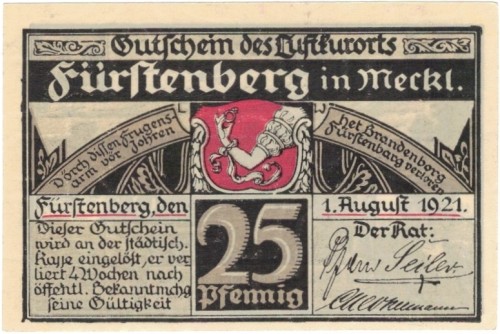 Gutschein des Luftkurorts
Fürstenberg in Meckl.
Dörch düssen Frugens-
arm vör Johren
het Brandenborg
Fürstenbarg verloren
Fürstenberg, den
1. August 1921.
Dieser Gutschein
wird an der städtisch.
Kasse eingelöst, er ver
liert 4 Wochen nach
öffentl. Bekanntmchg
seine Gültigkeit
25
Pfennig
Der Rat: